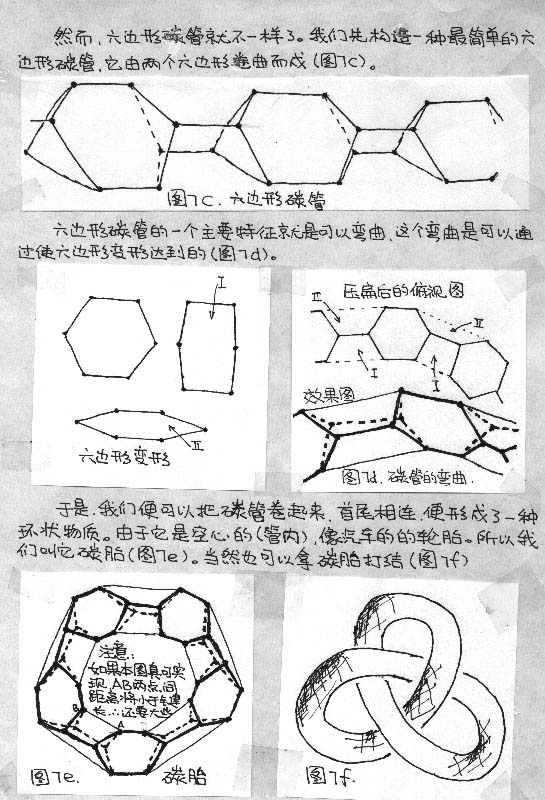 然而,六边形碳管就不一样了。我们先构造一种最简单的六
边形碳管,它由两个六边形卷曲而成(图7c)。
图7c.六边形碳管
六边形碳管的一个主要特征就是可以弯曲,这个弯曲是可以通
过使六边形变形达到的(图7d)。
I
II
六边形变形
压扁后的俯视图
II
II
I
I
效果图
图7d.碳管的弯曲.
于是,我们便可以把碳管卷起来,首尾相连,便形成了一种
环状物质。由于它是空心的(管内),像汽车的的轮胎。所以我
们叫它碳胎(图7e)。当然也可以拿碳胎打结(图7f)
注意:
如果本图真可实
现,AB两点间
距离将小于键
长∴还要大些
B
A
图7e.
碳胎
图7f.